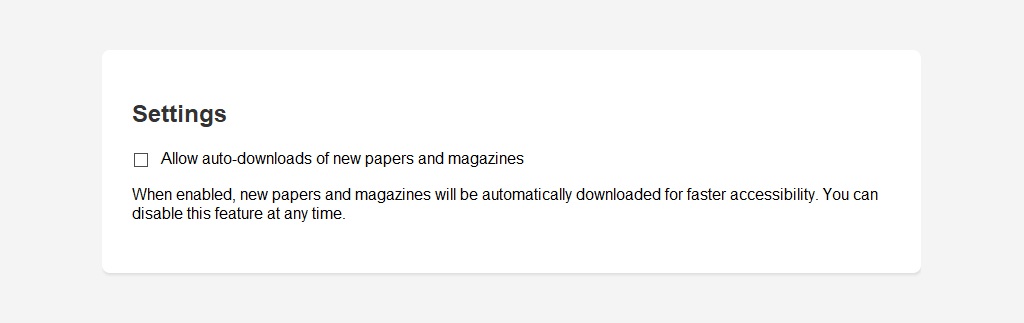 Settings
Allow auto-downloads of new papers and magazines
When enabled, new papers and magazines will be automatically downloaded for faster accessibility. You can
disable this feature at any time.